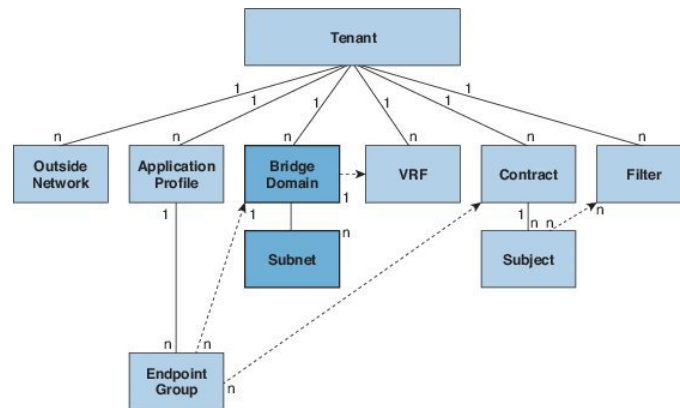 Tenant
1 1 1 1 1 1
n n n n n n
Outside Network
Application Profile
Bridge Domain
VRF
Contract
Filter
1 1 1 1 n n n
n
Subnet
Subject
n n
Endpoint Group
n